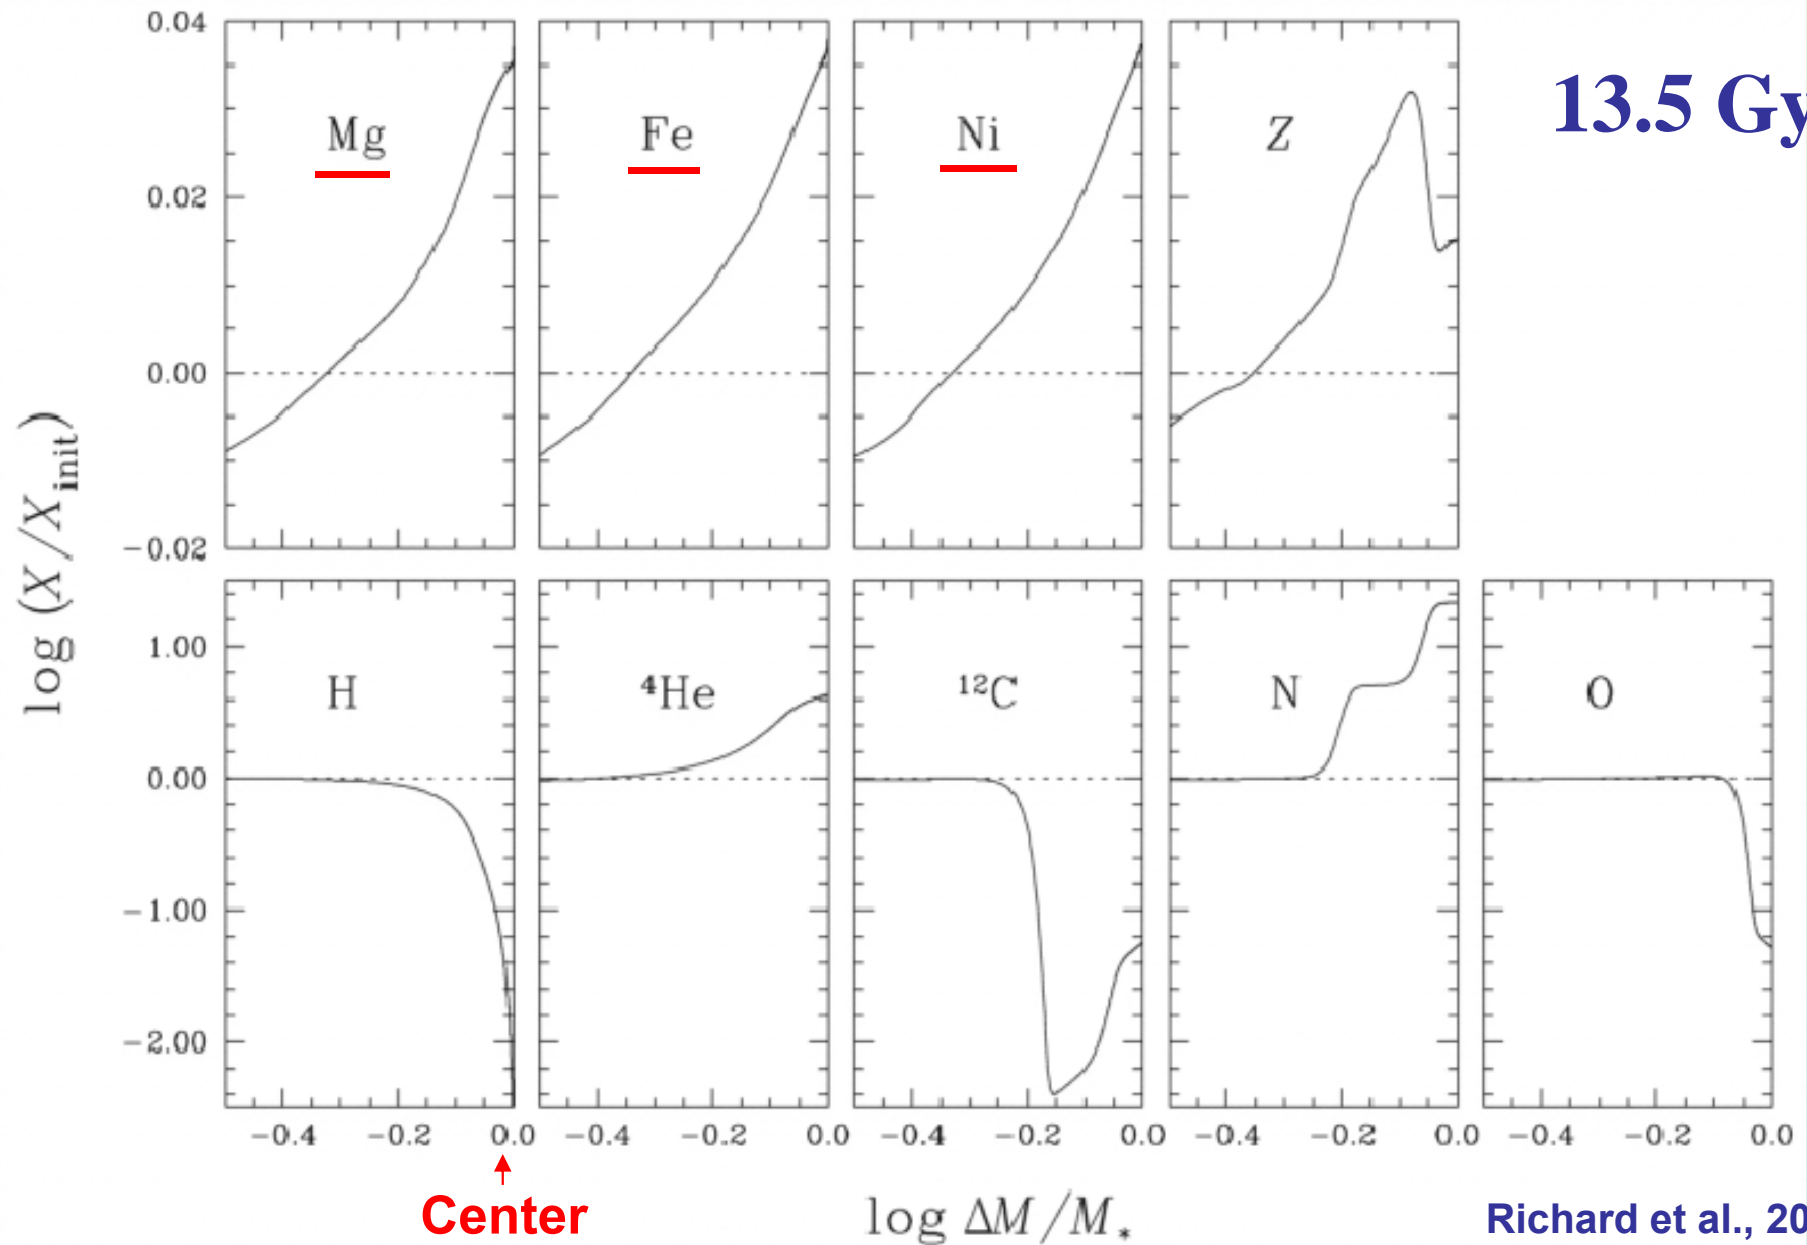 0.04
0.02
0.00
−0.02
Mg
Fe
Ni
Z
13.5 Gy
log (X/X_init)
1.00
0.00
−1.00
−2.00
H
⁴He
¹²C
N
O
−0.4 −0.2 0.0 −0.4 −0.2 0.0 −0.4 −0.2 0.0 −0.4 −0.2 0.0 −0.4 −0.2 0.0
Center
log ΔM/M*
Richard et al., 20